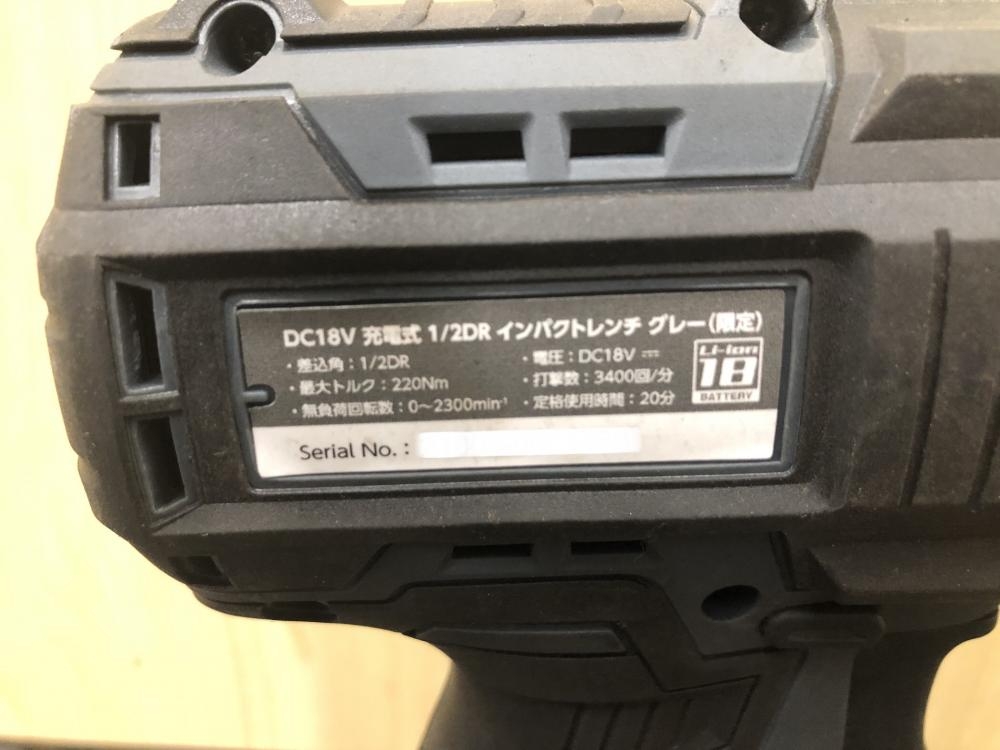 DC18V 充電式 1/2DR インパクトレンチ グレー(限定)
・差込角：1/2DR
・最大トルク：220Nm
・無負荷回転数：0～2300min⁻¹
・電圧：DC18V ⎓
・打撃数：3400回/分
・定格使用時間：20分
Li-ion
18
BATTERY
Serial No.：